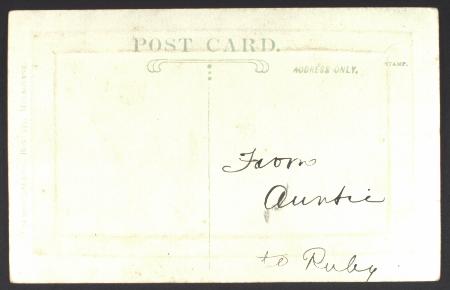 POST CARD.
ADDRESS ONLY.
STAMP.
From
Auntie
to Ruby